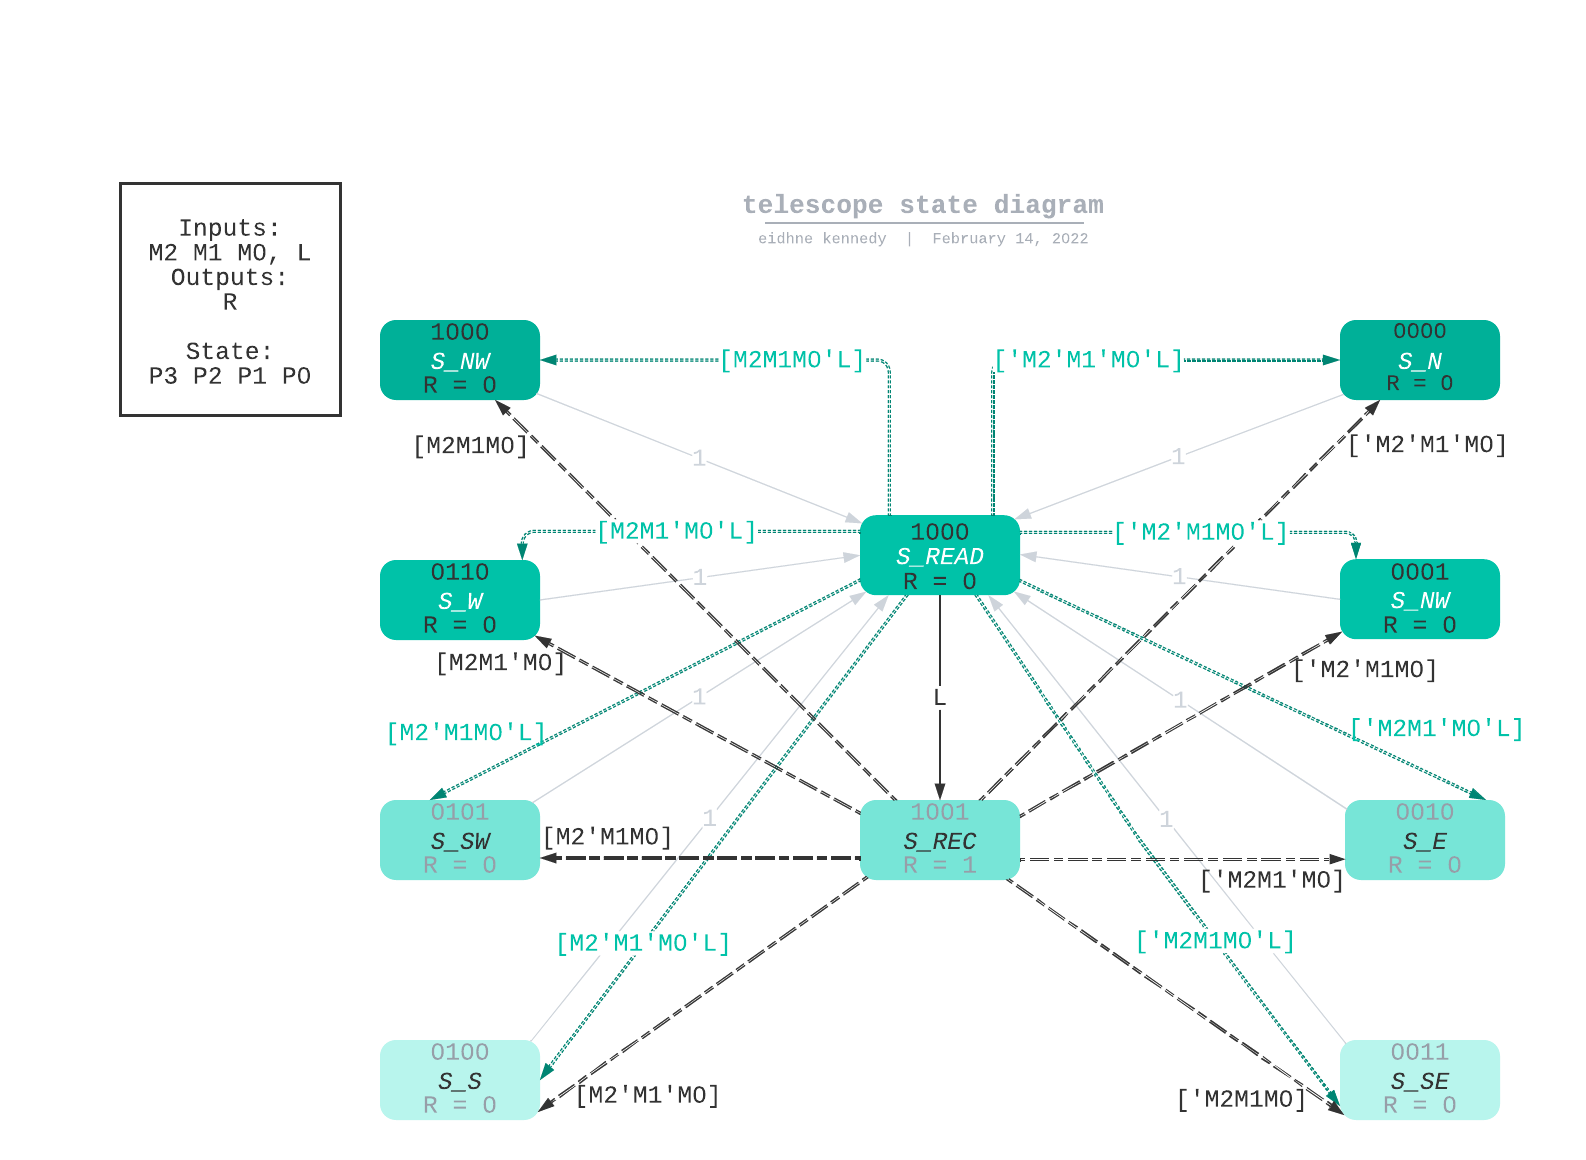 telescope state diagram
eidhne kennedy | February 14, 2022
Inputs:
M2 M1 M0, L
Outputs:
R
State:
P3 P2 P1 P0
1000
S_NW
R = 0
[M2M1M0'L]
['M2'M1'M0'L]
0000
S_N
R = 0
[M2M1M0]
1
1
['M2'M1'M0]
[M2M1'M0'L]
1000
S_READ
R = 0
['M2'M1M0'L]
0110
S_W
R = 0
1
1
0001
S_NW
R = 0
[M2M1'M0]
['M2'M1M0]
1
L
1
[M2'M1M0'L]
['M2M1'M0'L]
0101
S_SW
R = 0
[M2'M1M0]
1
1001
S_REC
R = 1
1
0010
S_E
R = 0
['M2M1'M0]
[M2'M1'M0'L]
['M2M1M0'L]
0100
S_S
R = 0
[M2'M1'M0]
['M2M1M0]
0011
S_SE
R = 0